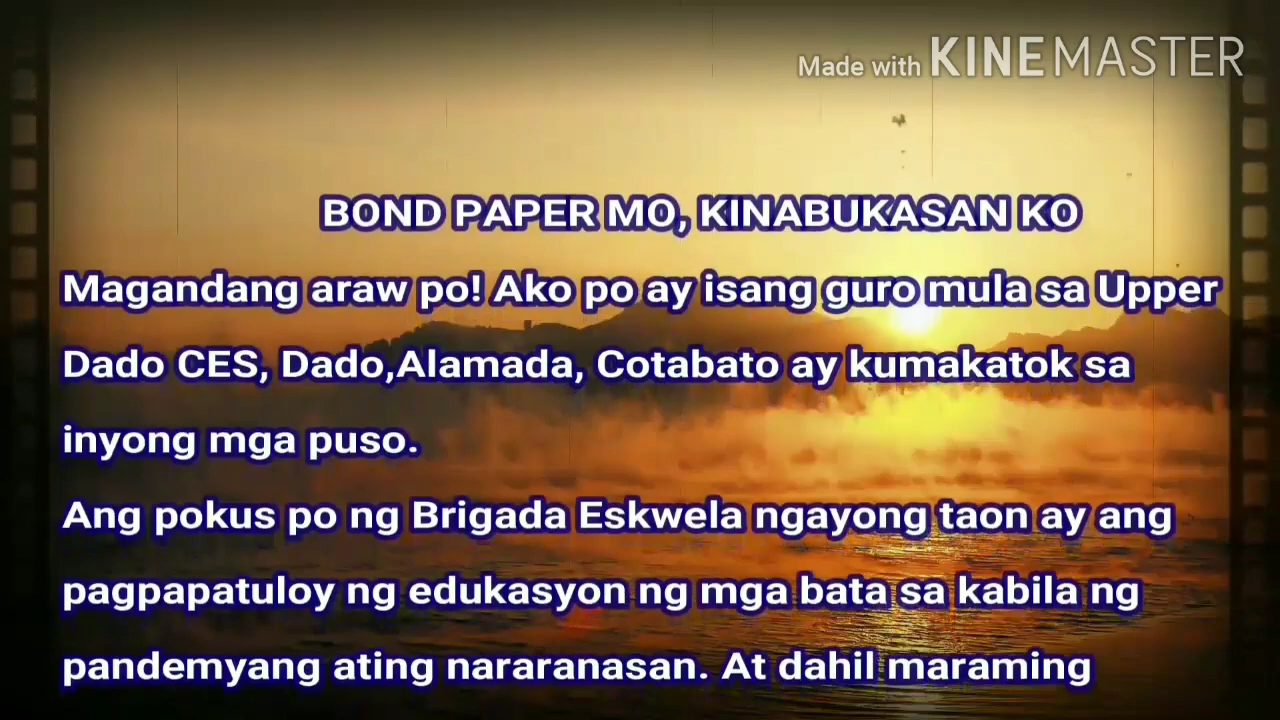 Made with KINEMASTER
BOND PAPER MO, KINABUKASAN KO
Magandang araw po! Ako po ay isang guro mula sa Upper
Dado CES, Dado,Alamada, Cotabato ay kumakatok sa
inyong mga puso.
Ang pokus po ng Brigada Eskwela ngayong taon ay ang
pagpapatuloy ng edukasyon ng mga bata sa kabila ng
pandemyang ating nararanasan. At dahil maraming